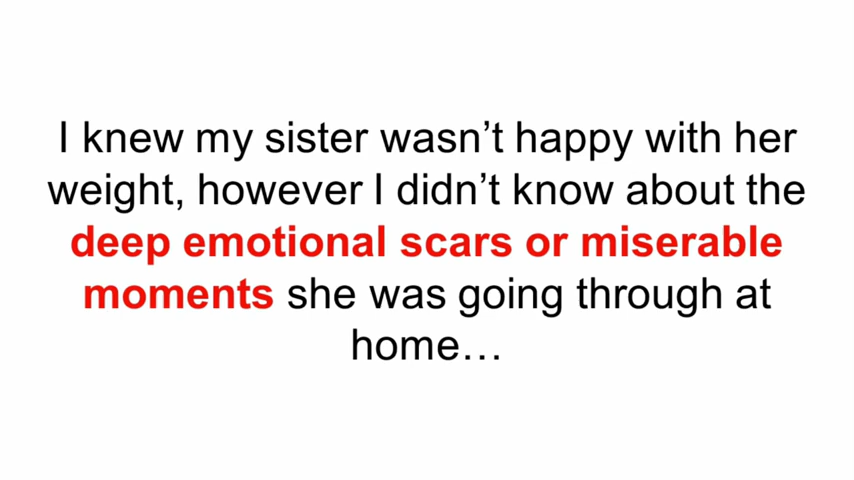 I knew my sister wasn’t happy with her
weight, however I didn’t know about the
deep emotional scars or miserable
moments she was going through at
home…